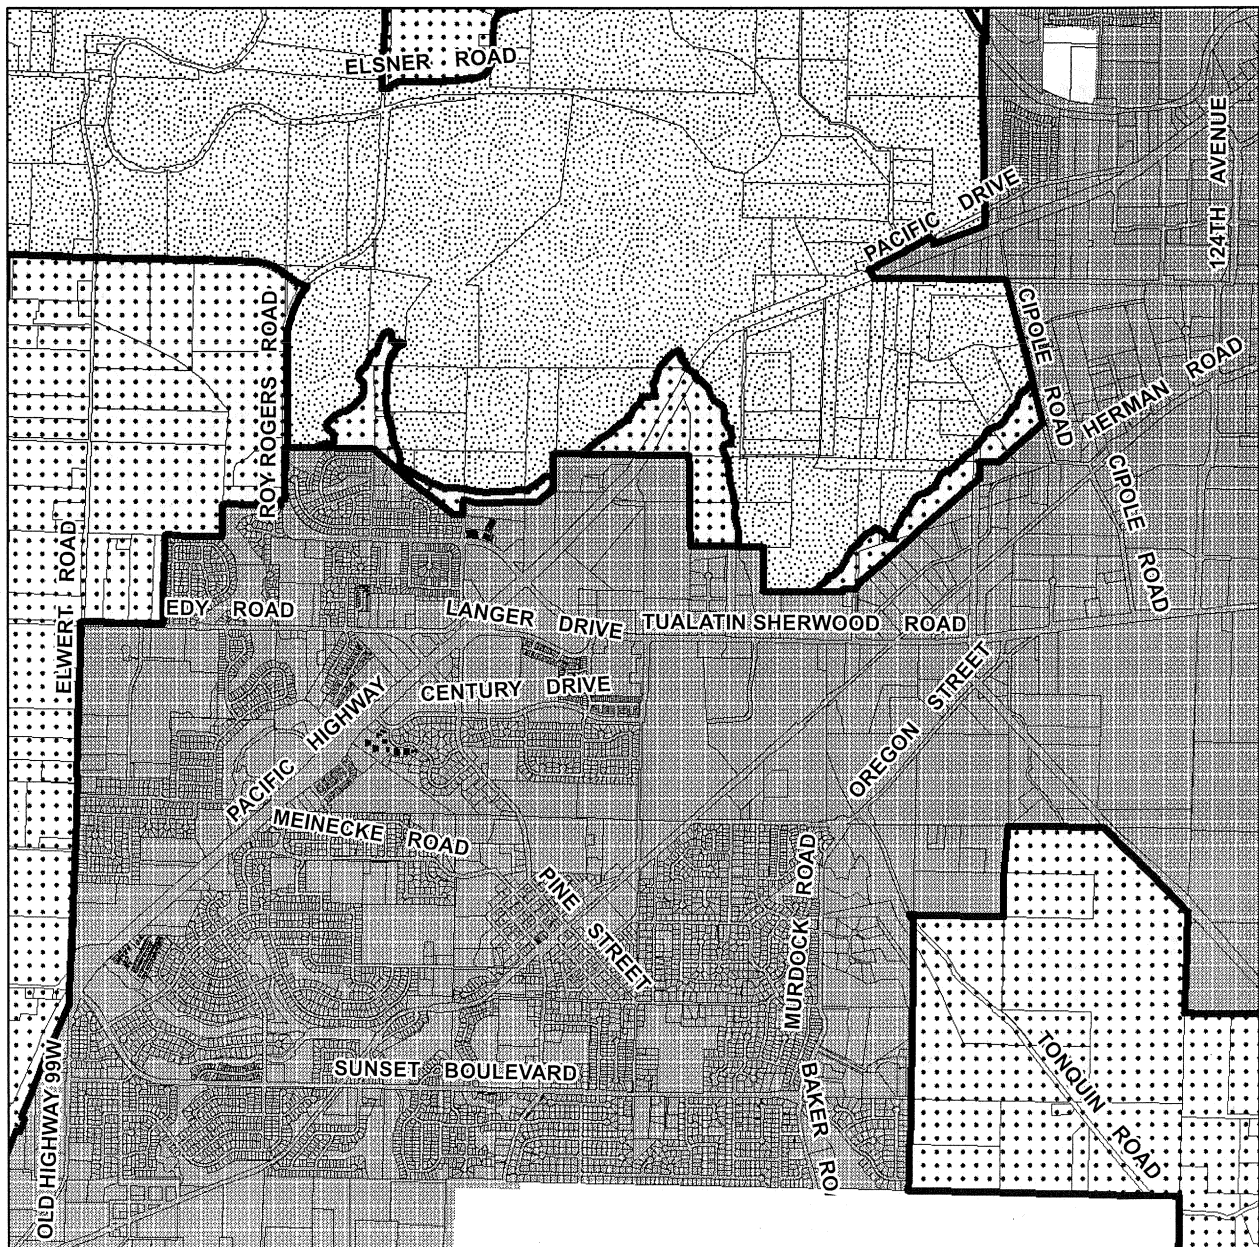 ELSNER ROAD
124TH AVENUE
PACIFIC DRIVE
ROY ROGERS ROAD
CIPOLE ROAD
HERMAN ROAD
CIPOLE ROAD
ELWERT ROAD
EDY ROAD
LANGER DRIVE
TUALATIN SHERWOOD ROAD
CENTURY DRIVE
OREGON STREET
PACIFIC HIGHWAY
MEINECKE ROAD
PINE STREET
MURDOCK ROAD
SUNSET BOULEVARD
OLD HIGHWAY 99W
BAKER RO
TONQUIN ROAD